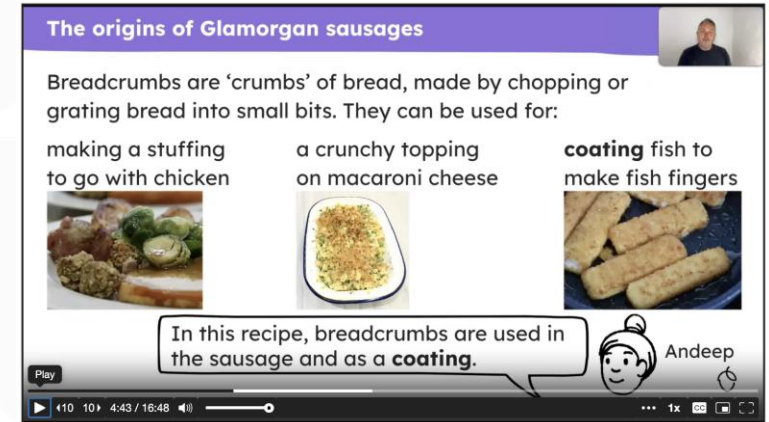 The origins of Glamorgan sausages
Breadcrumbs are ‘crumbs’ of bread, made by chopping or
grating bread into small bits. They can be used for:
making a stuffing
to go with chicken
a crunchy topping
on macaroni cheese
coating fish to
make fish fingers
In this recipe, breadcrumbs are used in
the sausage and as a coating.
Andeep
Play
10 10 4:43 / 16:48 1x CC